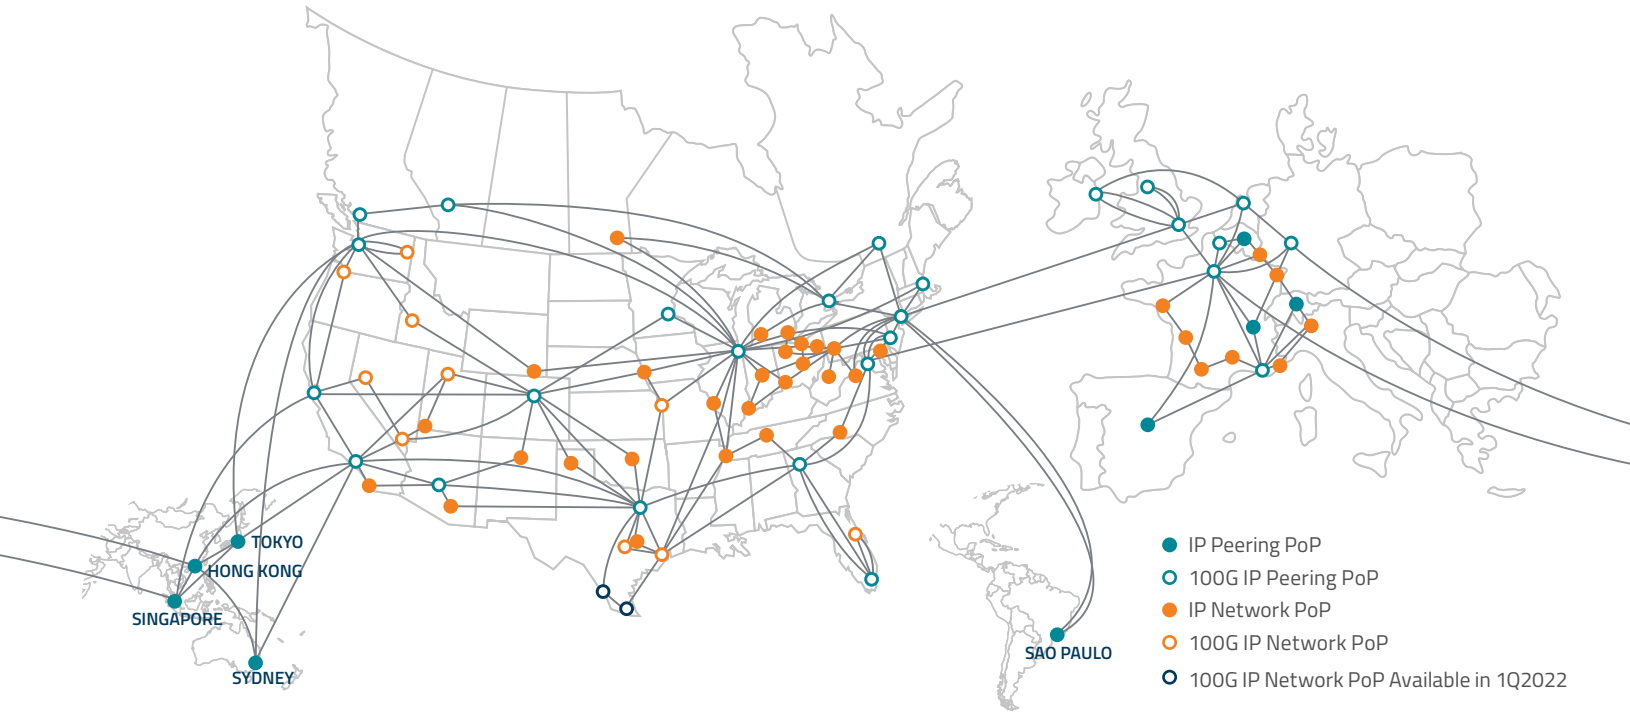 TOKYO
HONG KONG
SINGAPORE
SYDNEY
SAO PAULO
IP Peering PoP
100G IP Peering PoP
IP Network PoP
100G IP Network PoP
100G IP Network PoP Available in 1Q2022